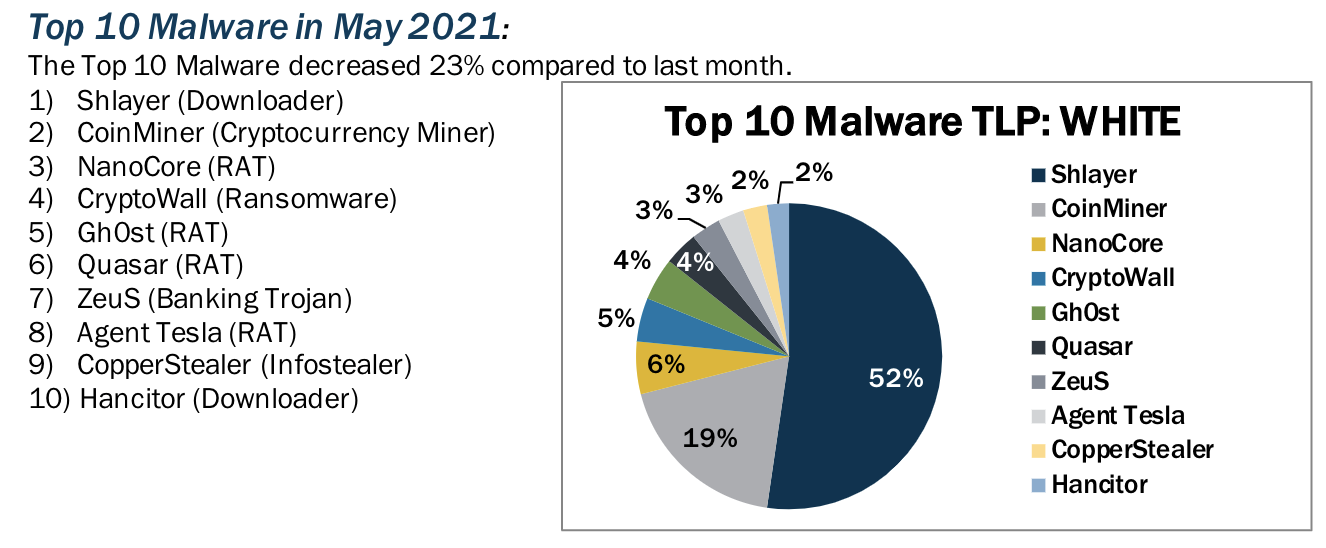 Top 10 Malware in May 2021:
The Top 10 Malware decreased 23% compared to last month.
1) Shlayer (Downloader)
2) CoinMiner (Cryptocurrency Miner)
3) NanoCore (RAT)
4) CryptoWall (Ransomware)
5) Gh0st (RAT)
6) Quasar (RAT)
7) ZeuS (Banking Trojan)
8) Agent Tesla (RAT)
9) CopperStealer (Infostealer)
10) Hancitor (Downloader)
Top 10 Malware TLP: WHITE
52%
19%
6%
5%
4%
4%
3%
3%
2%
2%
Shlayer
CoinMiner
NanoCore
CryptoWall
Gh0st
Quasar
ZeuS
Agent Tesla
CopperStealer
Hancitor